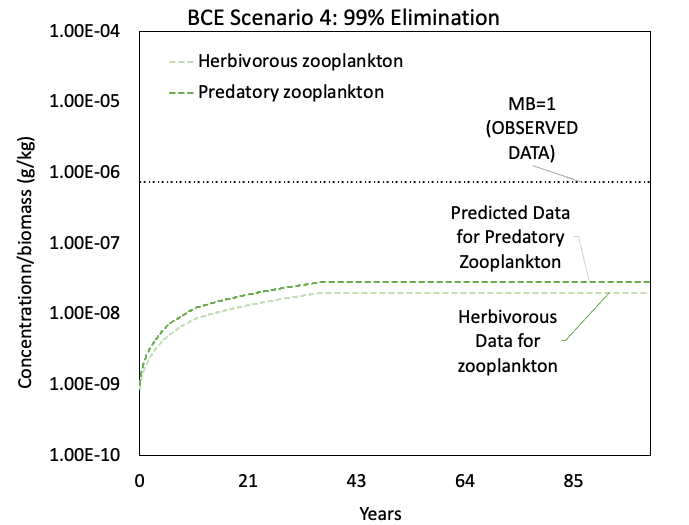 BCE Scenario 4: 99% Elimination
1.00E-04
1.00E-05
1.00E-06
1.00E-07
1.00E-08
1.00E-09
1.00E-10
Concentrationn/biomass (g/kg)
Herbivorous zooplankton
Predatory zooplankton
MB=1
(OBSERVED
DATA)
Predicted Data
for Predatory
Zooplankton
Herbivorous
Data for
zooplankton
0
21
43
64
85
Years